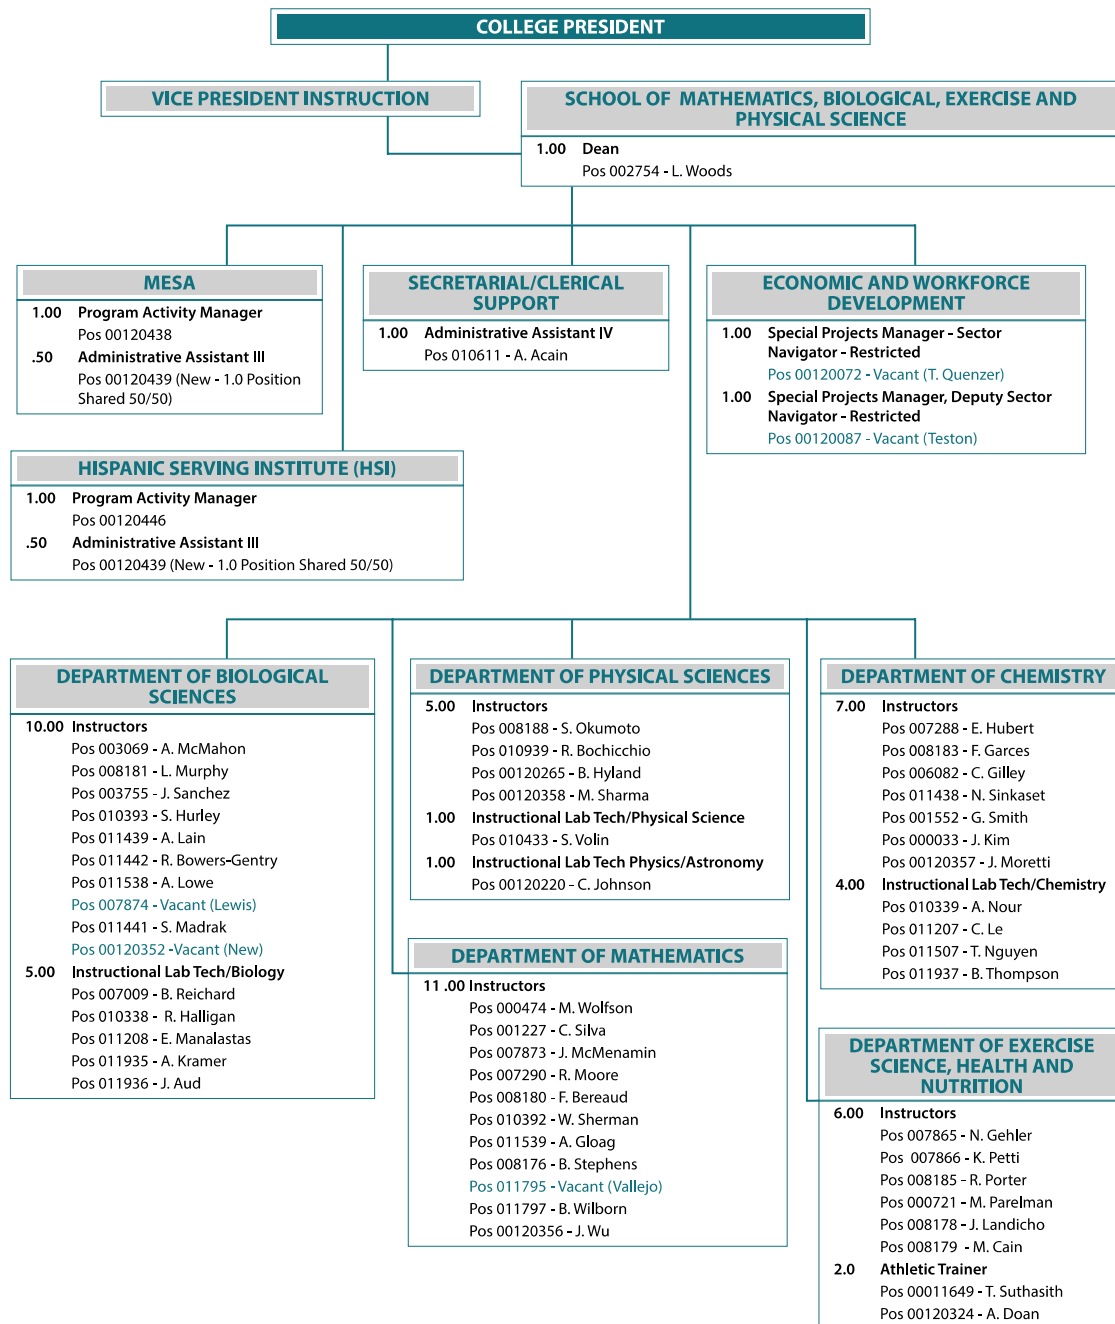 COLLEGE PRESIDENT
VICE PRESIDENT INSTRUCTION
SCHOOL OF MATHEMATICS, BIOLOGICAL, EXERCISE AND
PHYSICAL SCIENCE
1.00 Dean
Pos 002754 - L. Woods
MESA
1.00 Program Activity Manager
Pos 00120438
.50 Administrative Assistant III
Pos 00120439 (New - 1.0 Position
Shared 50/50)
SECRETARIAL/CLERICAL
SUPPORT
1.00 Administrative Assistant IV
Pos 010611 - A. Acain
ECONOMIC AND WORKFORCE
DEVELOPMENT
1.00 Special Projects Manager - Sector
Navigator - Restricted
Pos 00120072 - Vacant (T. Quenzer)
1.00 Special Projects Manager, Deputy Sector
Navigator - Restricted
Pos 00120087 - Vacant (Teston)
HISPANIC SERVING INSTITUTE (HSI)
1.00 Program Activity Manager
Pos 00120446
.50 Administrative Assistant III
Pos 00120439 (New - 1.0 Position Shared 50/50)
DEPARTMENT OF BIOLOGICAL
SCIENCES
10.00 Instructors
Pos 003069 - A. McMahon
Pos 008181 - L. Murphy
Pos 003755 - J. Sanchez
Pos 010393 - S. Hurley
Pos 011439 - A. Lain
Pos 011442 - R. Bowers-Gentry
Pos 011538 - A. Lowe
Pos 007874 - Vacant (Lewis)
Pos 011441 - S. Madrak
Pos 00120352 -Vacant (New)
5.00 Instructional Lab Tech/Biology
Pos 007009 - B. Reichard
Pos 010338 - R. Halligan
Pos 011208 - E. Manalastas
Pos 011935 - A. Kramer
Pos 011936 - J. Aud
DEPARTMENT OF PHYSICAL SCIENCES
5.00 Instructors
Pos 008188 - S. Okumoto
Pos 010939 - R. Bochicchio
Pos 00120265 - B. Hyland
Pos 00120358 - M. Sharma
1.00 Instructional Lab Tech/Physical Science
Pos 010433 - S. Volin
1.00 Instructional Lab Tech Physics/Astronomy
Pos 00120220 - C. Johnson
DEPARTMENT OF MATHEMATICS
11 .00 Instructors
Pos 000474 - M. Wolfson
Pos 001227 - C. Silva
Pos 007873 - J. McMenamin
Pos 007290 - R. Moore
Pos 008180 - F. Bereaud
Pos 010392 - W. Sherman
Pos 011539 - A. Gloag
Pos 008176 - B. Stephens
Pos 011795 - Vacant (Vallejo)
Pos 011797 - B. Wilborn
Pos 00120356 - J. Wu
DEPARTMENT OF CHEMISTRY
7.00 Instructors
Pos 007288 - E. Hubert
Pos 008183 - F. Garces
Pos 006082 - C. Gilley
Pos 011438 - N. Sinkaset
Pos 001552 - G. Smith
Pos 000033 - J. Kim
Pos 00120357 - J. Moretti
4.00 Instructional Lab Tech/Chemistry
Pos 010339 - A. Nour
Pos 011207 - C. Le
Pos 011507 - T. Nguyen
Pos 011937 - B. Thompson
DEPARTMENT OF EXERCISE
SCIENCE, HEALTH AND
NUTRITION
6.00 Instructors
Pos 007865 - N. Gehler
Pos 007866 - K. Petti
Pos 008185 - R. Porter
Pos 000721 - M. Parelman
Pos 008178 - J. Landicho
Pos 008179 - M. Cain
2.0 Athletic Trainer
Pos 00011649 - T. Suthasith
Pos 00120324 - A. Doan